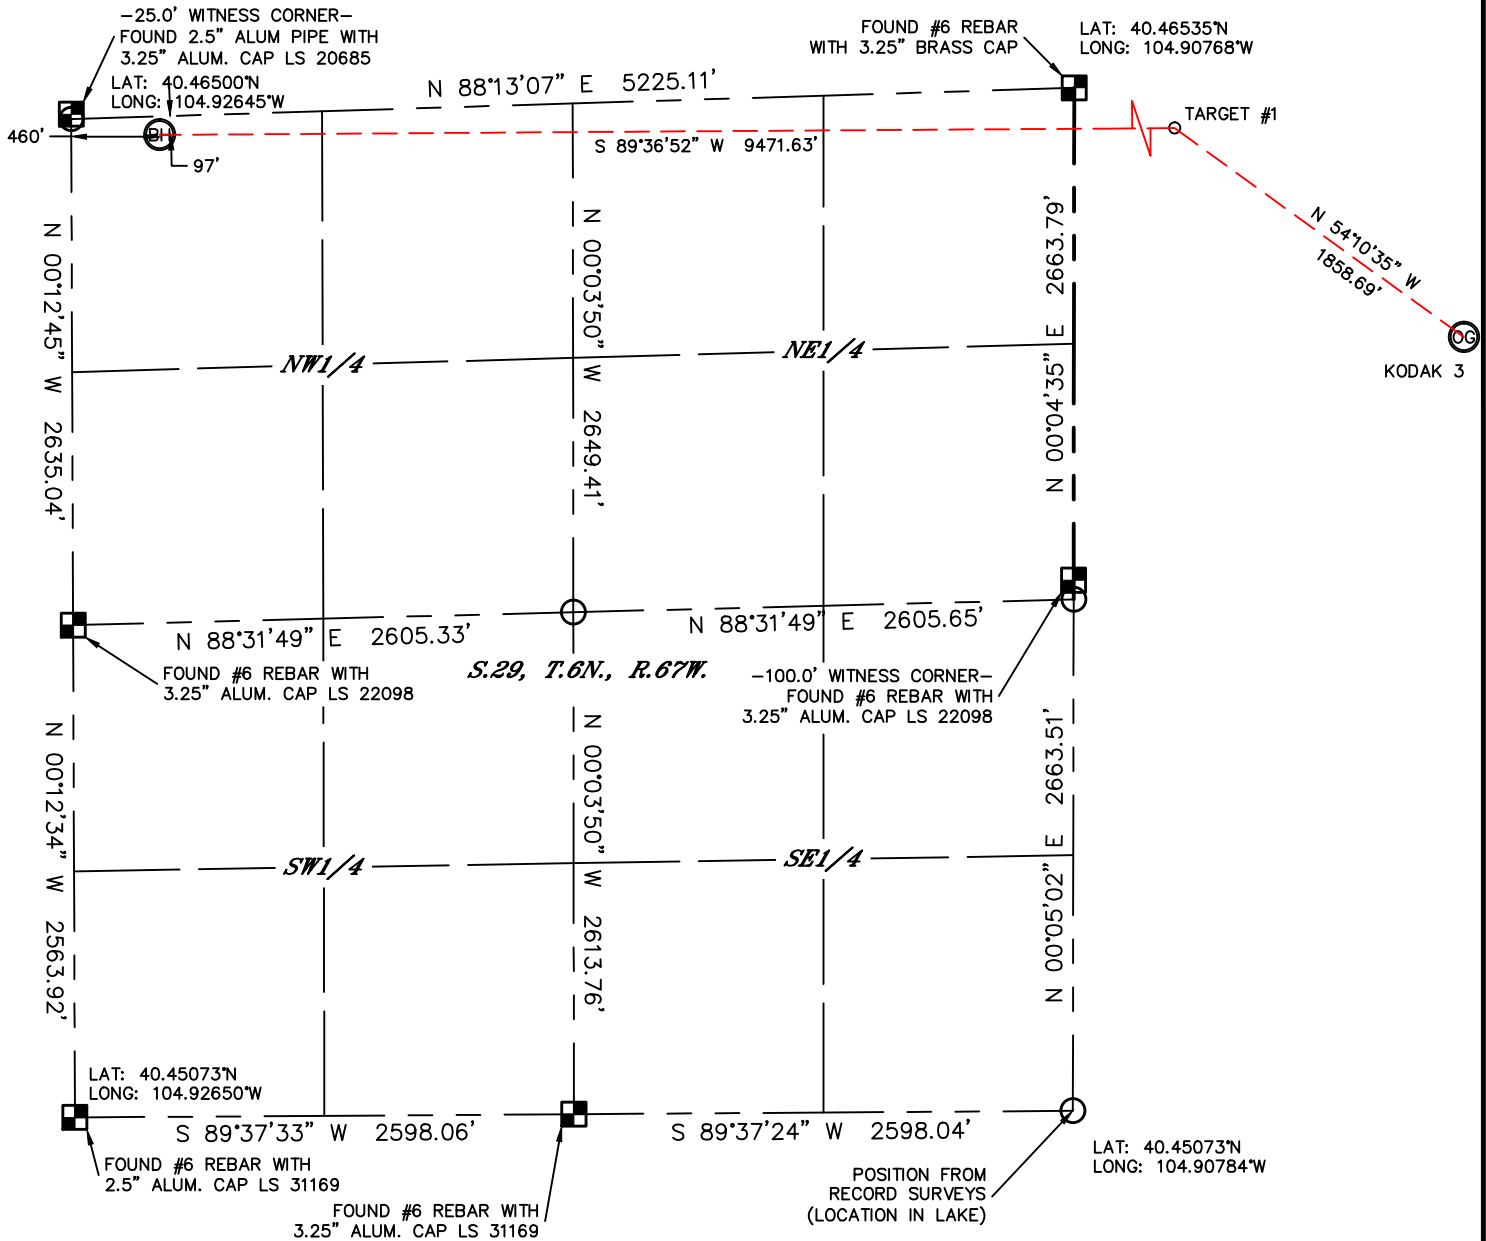 -25.0' WITNESS CORNER-
FOUND 2.5" ALUM PIPE WITH
3.25" ALUM. CAP LS 20685
LAT: 40.46500°N
LONG: 104.92645°W
N 88°13'07" E 5225.11'
FOUND #6 REBAR
WITH 3.25" BRASS CAP
LAT: 40.46535°N
LONG: 104.90768°W
460'
BH
97'
S 89°36'52" W 9471.63'
TARGET #1
N 54°10'35" W
1858.69'
OG
KODAK 3
N 00°12'45" W 2635.04'
N 00°03'50" W 2649.41'
N 00°04'35" E 2663.79'
NW1/4
NE1/4
N 88°31'49" E 2605.33'
N 88°31'49" E 2605.65'
FOUND #6 REBAR WITH
3.25" ALUM. CAP LS 22098
S.29, T.6N., R.67W.
-100.0' WITNESS CORNER-
FOUND #6 REBAR WITH
3.25" ALUM. CAP LS 22098
N 00°12'34" W 2563.92'
N 00°03'50" W 2613.76'
N 00°05'02" E 2663.51'
SW1/4
SE1/4
LAT: 40.45073°N
LONG: 104.92650°W
S 89°37'33" W 2598.06'
S 89°37'24" W 2598.04'
FOUND #6 REBAR WITH
2.5" ALUM. CAP LS 31169
FOUND #6 REBAR WITH
3.25" ALUM. CAP LS 31169
POSITION FROM
RECORD SURVEYS
(LOCATION IN LAKE)
LAT: 40.45073°N
LONG: 104.90784°W